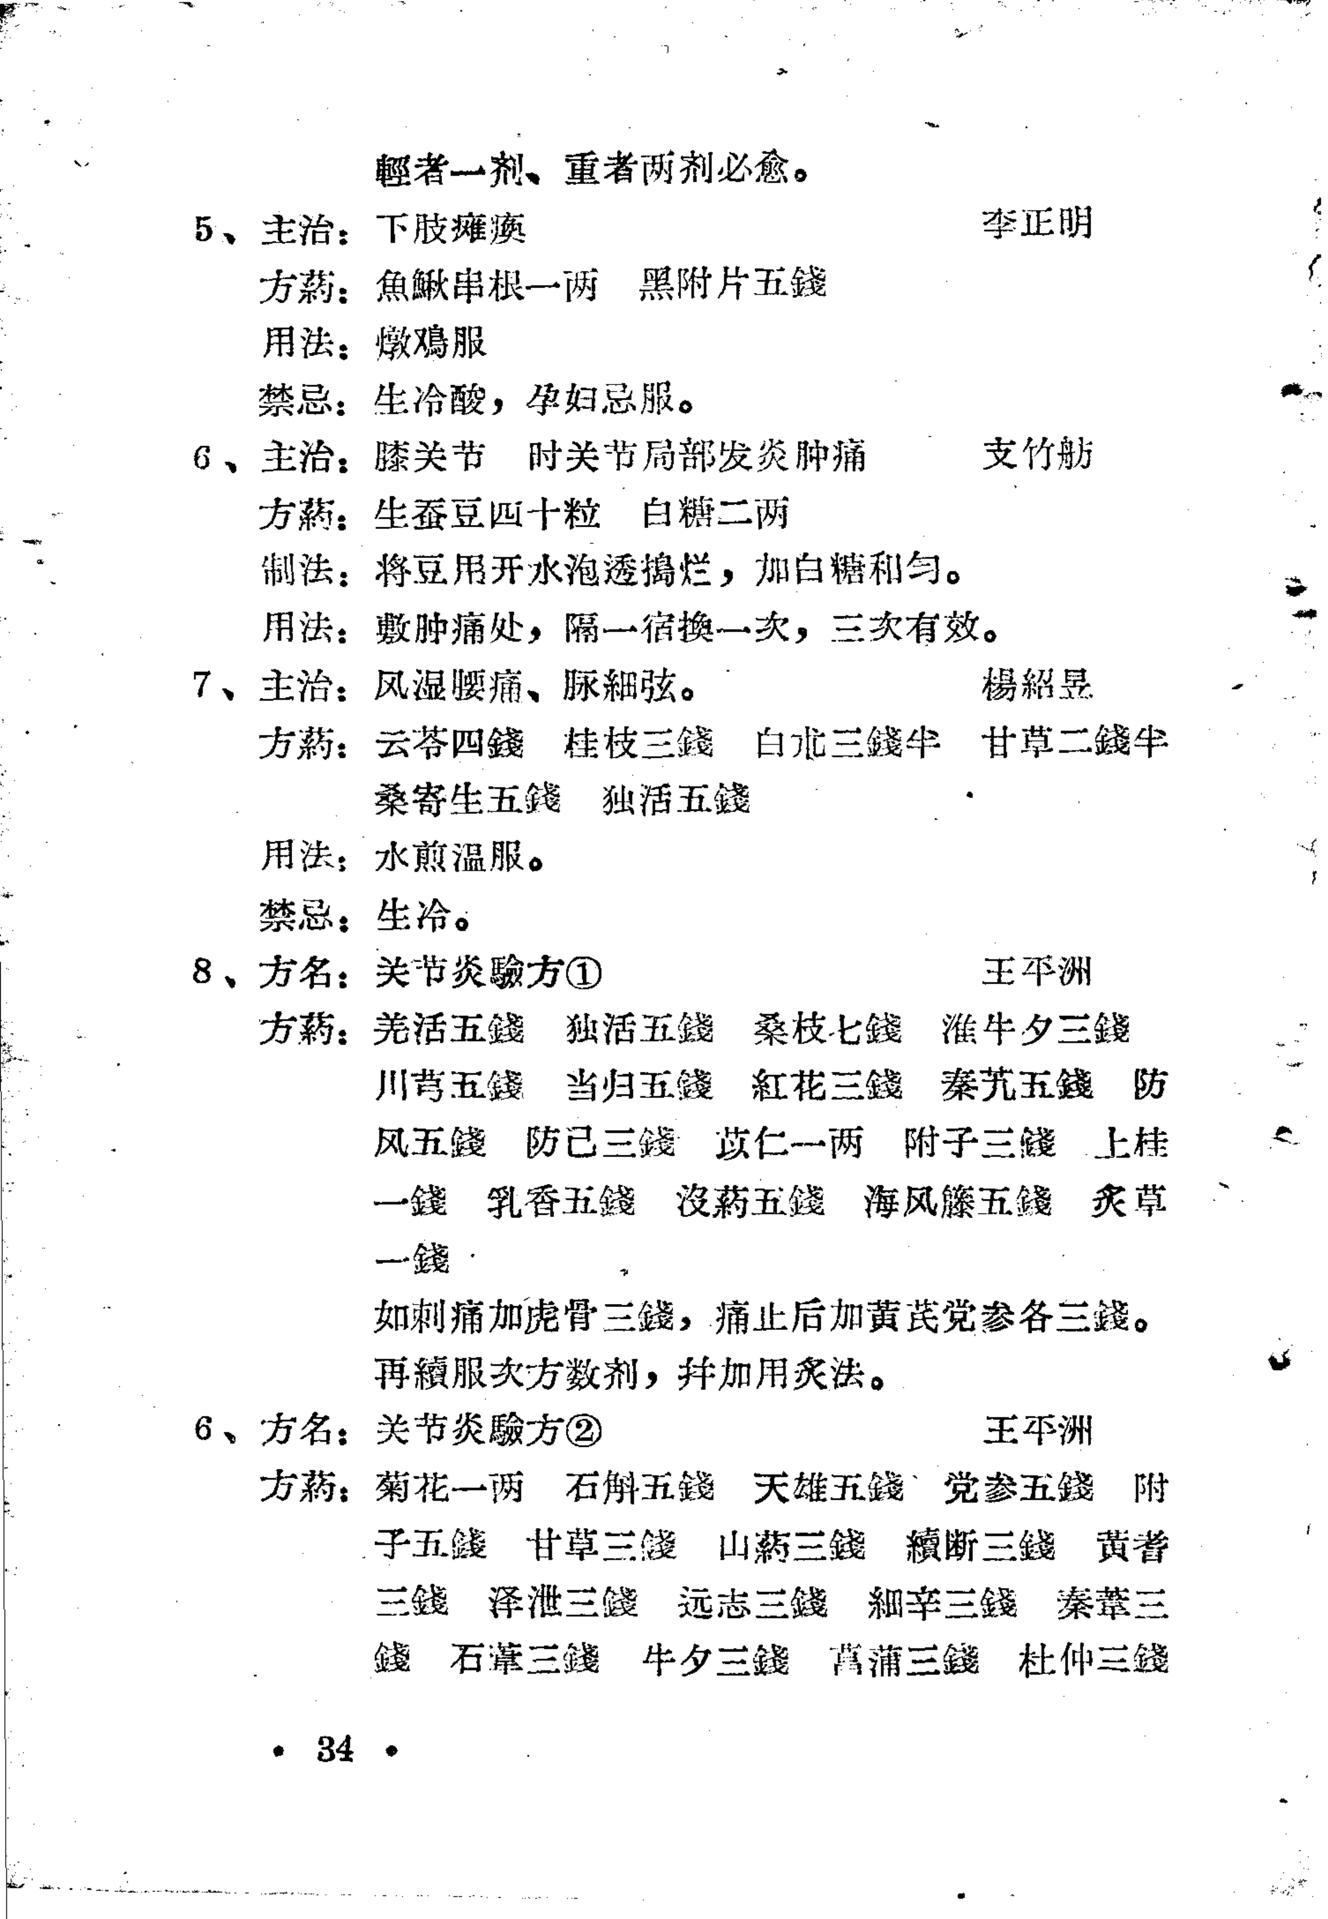 輕者一剂、重者两剂必愈。
5、主治：下肢瘫痪 李正明
方葯：魚鰍串根一两 黑附片五錢
用法：燉鳮服
禁忌：生冷酸，孕妇忌服。
6、主治：膝关节 肘关节局部发炎肿痛 支竹舫
方葯：生蚕豆四十粒 白糖二两
制法：将豆用开水泡透搗烂，加白糖和匀。
用法：敷肿痛处，隔一宿換一次，三次有效。
7、主治：风湿腰痛、脉細弦。 楊紹昱
方葯：云苓四錢 桂枝三錢 白朮三錢半 甘草二錢半
桑寄生五錢 独活五錢
用法：水煎溫服。
禁忌：生冷。
8、方名：关节炎驗方① 王平洲
方葯：羌活五錢 独活五錢 桑枝七錢 淮牛夕三錢
川芎五錢 当归五錢 紅花三錢 秦艽五錢 防
风五錢 防己三錢 苡仁一两 附子三錢 上桂
一錢 乳香五錢 沒葯五錢 海风籐五錢 炙草
一錢
如刺痛加虎骨三錢，痛止后加黄芪党参各三錢。
再續服次方数剂，幷加用炙法。
6、方名：关节炎驗方② 王平洲
方葯：菊花一两 石斛五錢 天雄五錢 党参五錢 附
子五錢 甘草三錢 山葯三錢 續断三錢 黄耆
三錢 泽泄三錢 远志三錢 細辛三錢 秦葦三
錢 石葦三錢 牛夕三錢 菖蒲三錢 杜仲三錢
• 34 •